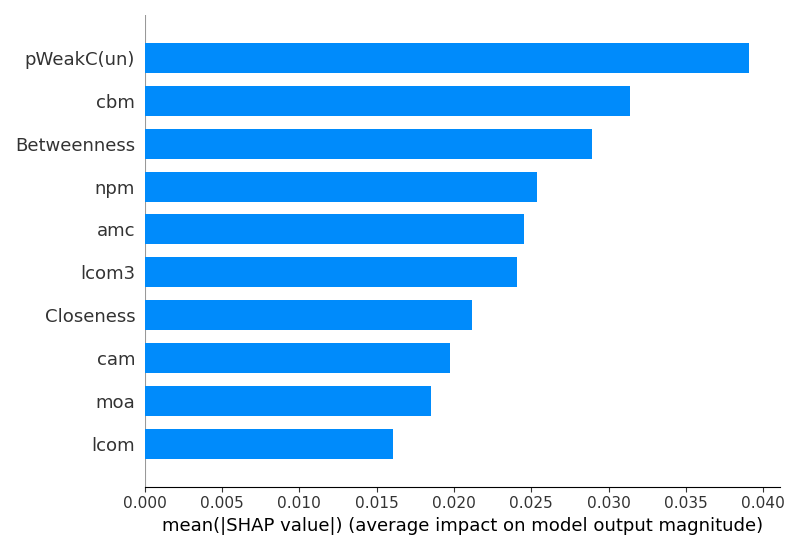 pWeakC(un)
cbm
Betweenness
npm
amc
lcom3
Closeness
cam
moa
lcom
0.000 0.005 0.010 0.015 0.020 0.025 0.030 0.035 0.040
mean(|SHAP value|) (average impact on model output magnitude)